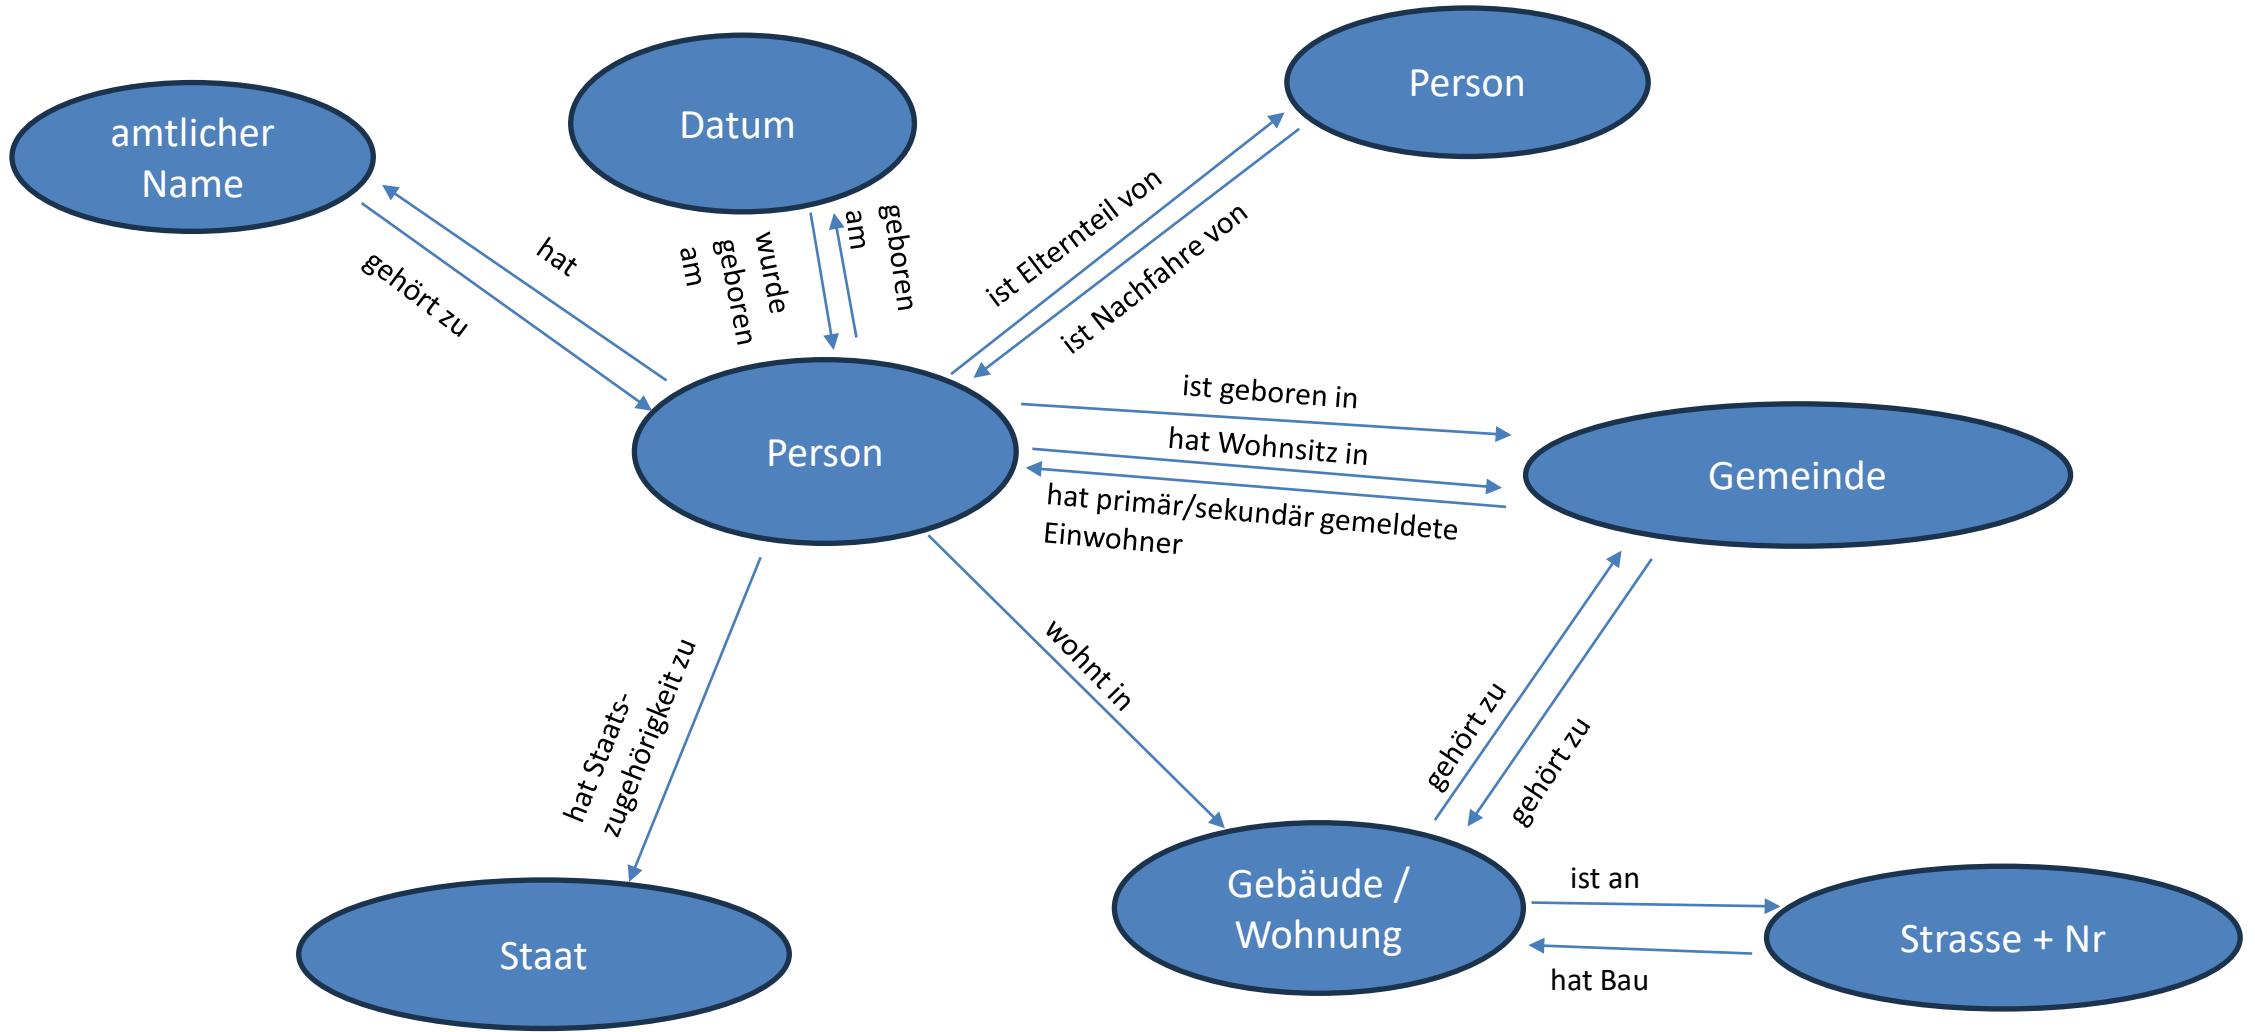 Person
Datum
amtlicher
Name
ist Elternteil von
ist Nachfahre von
geboren
am
wurde
geboren
am
hat
gehört zu
ist geboren in
hat Wohnsitz in
hat primär/sekundär gemeldete
Einwohner
Person
Gemeinde
wohnt in
hat Staats-
zugehörigkeit zu
gehört zu
gehört zu
Gebäude /
Wohnung
ist an
Strasse + Nr
hat Bau
Staat